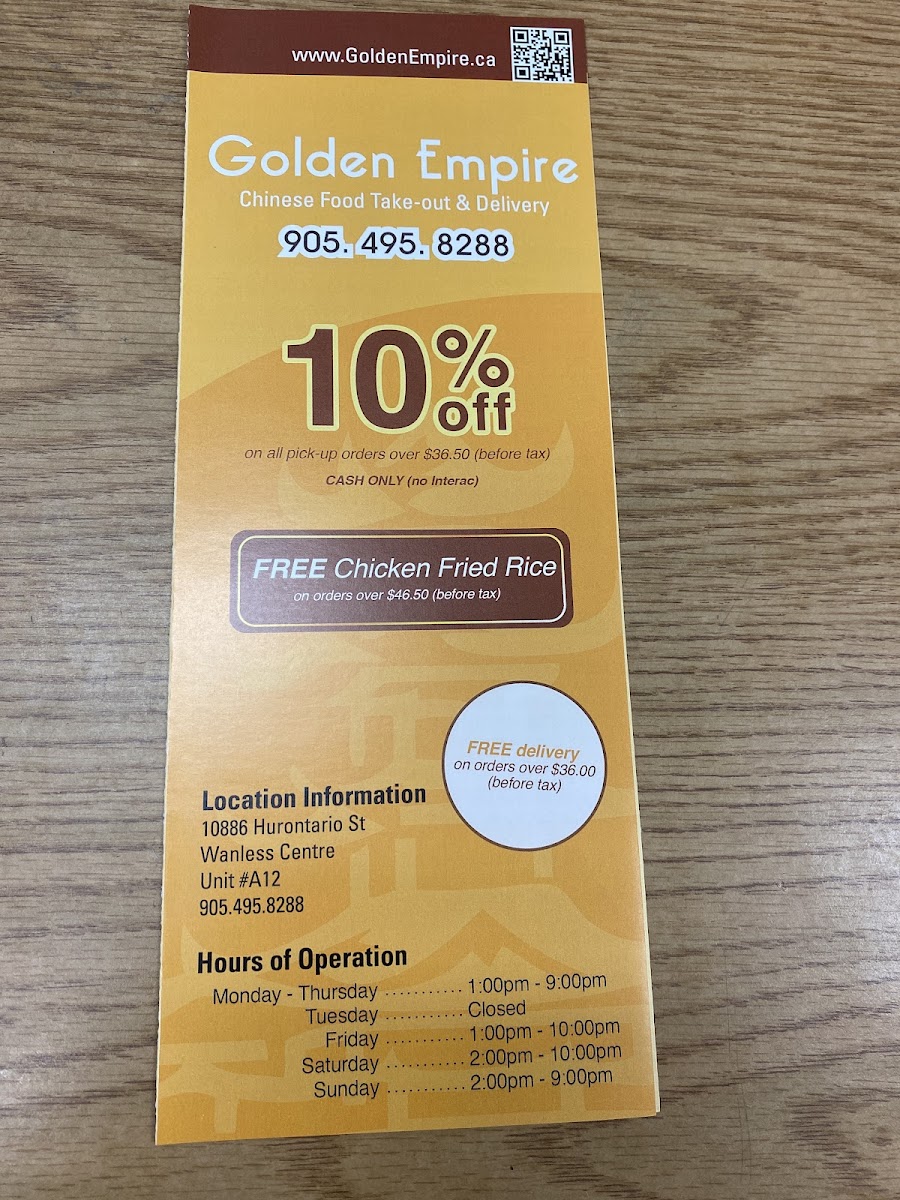 www.GoldenEmpire.ca
Golden Empire
Chinese Food Take-out & Delivery
905. 495. 8288
10% off
on all pick-up orders over $36.50 (before tax)
CASH ONLY (no Interac)
FREE Chicken Fried Rice
on orders over $46.50 (before tax)
FREE delivery
on orders over $36.00
(before tax)
Location Information
10886 Hurontario St
Wanless Centre
Unit #A12
905.495.8288
Hours of Operation
Monday - Thursday ........... 1:00pm - 9:00pm
Tuesday ........... Closed
Friday ........... 1:00pm - 10:00pm
Saturday ........... 2:00pm - 10:00pm
Sunday ........... 2:00pm - 9:00pm